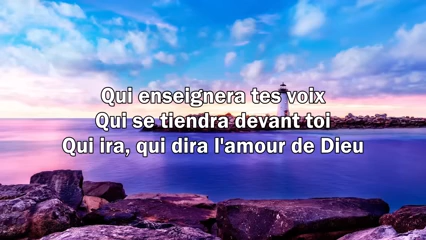 Qui enseignera tes voix
Qui se tiendra devant toi
Qui ira, qui dira l'amour de Dieu